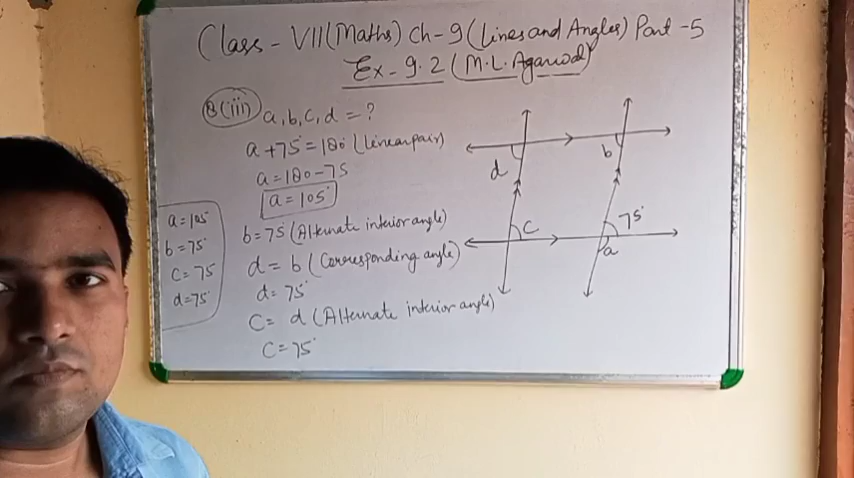 Class - VII (Maths) Ch-9 (Lines and Angles) Part -5
Ex- 9.2 (M.L. Agarwal)
8(iii) a,b,c,d = ?
a + 75° = 180° (Linear pair)
a = 180 - 75
a = 105°
b = 75° (Alternate interior angle)
d = b (Corresponding angle)
d = 75°
C = d (Alternate interior angle)
C = 75°
a = 105°
b = 75°
C = 75
d = 75°
d
b
C
75°
a